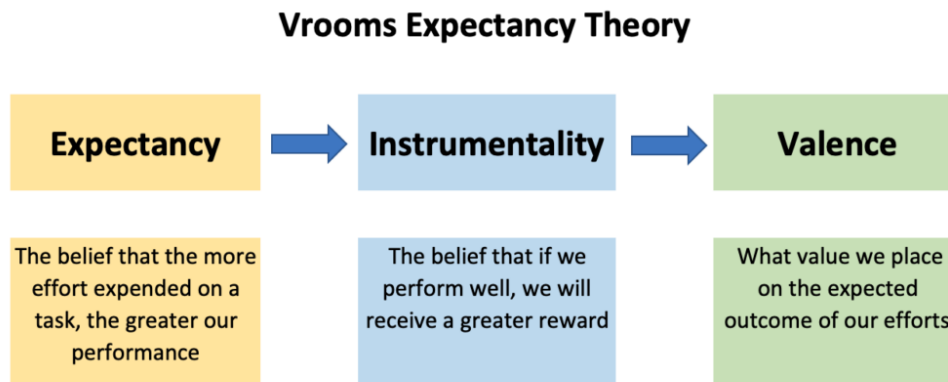 Vrooms Expectancy Theory
Expectancy
Instrumentality
Valence
The belief that the more
effort expended on a
task, the greater our
performance
The belief that if we
perform well, we will
receive a greater reward
What value we place
on the expected
outcome of our efforts